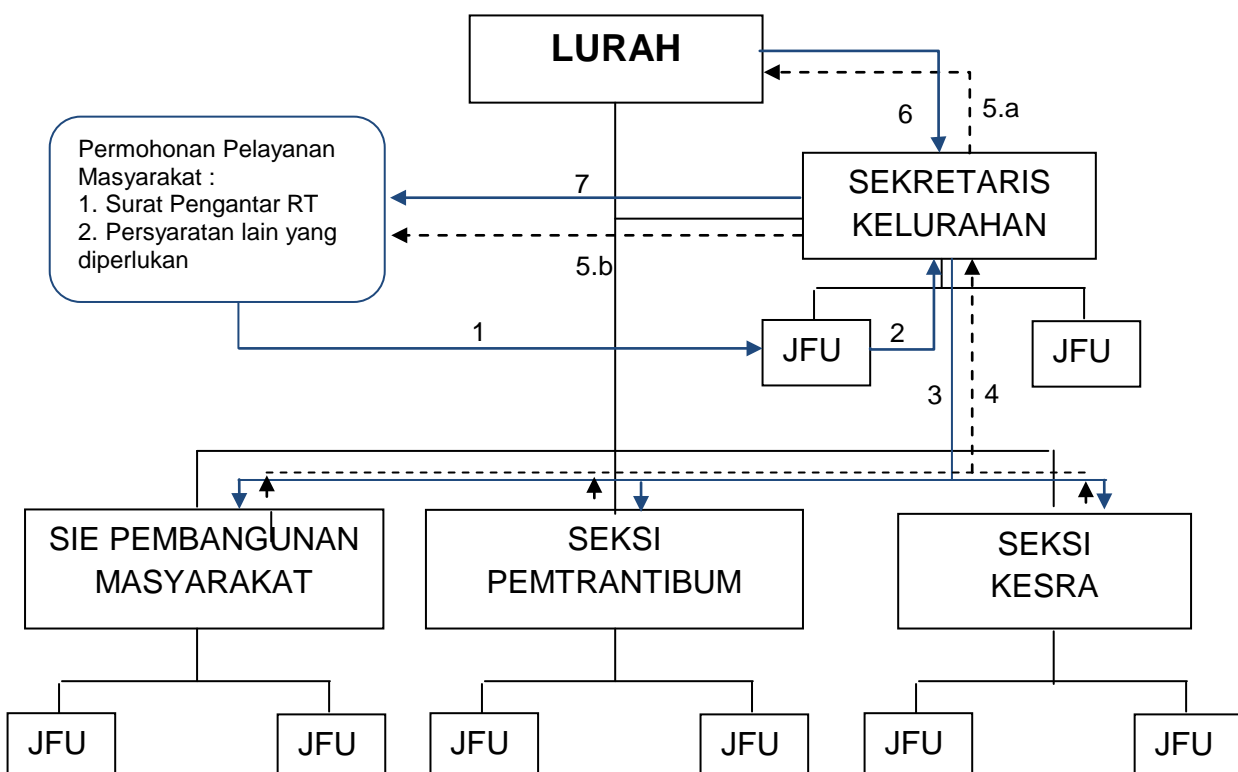 LURAH
6
5.a
Permohonan Pelayanan
Masyarakat :
1. Surat Pengantar RT
2. Persyaratan lain yang
diperlukan
7
5.b
SEKRETARIS
KELURAHAN
1
JFU
2
JFU
3
4
SIE PEMBANGUNAN
MASYARAKAT
SEKSI
PEMTRANTIBUM
SEKSI
KESRA
JFU
JFU
JFU
JFU
JFU
JFU